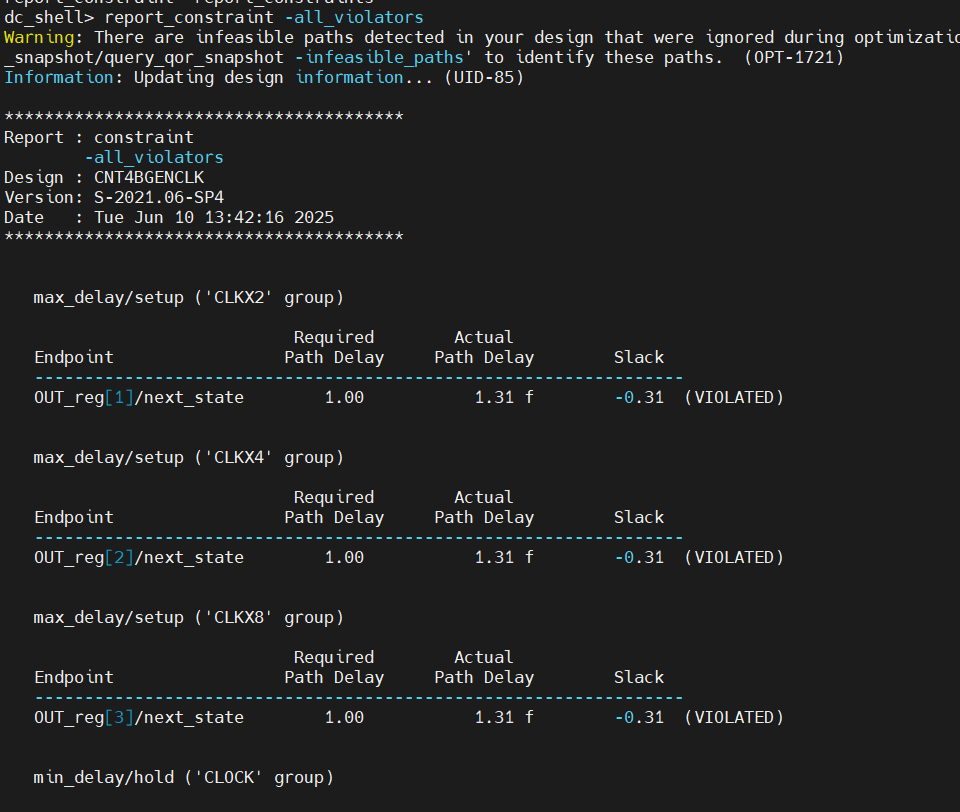 dc_shell> report_constraint -all_violators
Warning: There are infeasible paths detected in your design that were ignored during
_snapshot/query_qor_snapshot -infeasible_paths' to identify these paths.  (OPT-1721)
Information: Updating design information... (UID-85)
****************************************
Report : constraint
        -all_violators
Design : CNT4BGENCLK
Version: S-2021.06-SP4
Date   : Tue Jun 10 13:42:16 2025
****************************************
max_delay/setup ('CLKX2' group)
Required Actual
Endpoint Path Delay Path Delay Slack
-----------------------------------------------------------------
OUT_reg[1]/next_state 1.00 1.31 f -0.31 (VIOLATED)
max_delay/setup ('CLKX4' group)
Required Actual
Endpoint Path Delay Path Delay Slack
-----------------------------------------------------------------
OUT_reg[2]/next_state 1.00 1.31 f -0.31 (VIOLATED)
max_delay/setup ('CLKX8' group)
Required Actual
Endpoint Path Delay Path Delay Slack
-----------------------------------------------------------------
OUT_reg[3]/next_state 1.00 1.31 f -0.31 (VIOLATED)
min_delay/hold ('CLOCK' group)